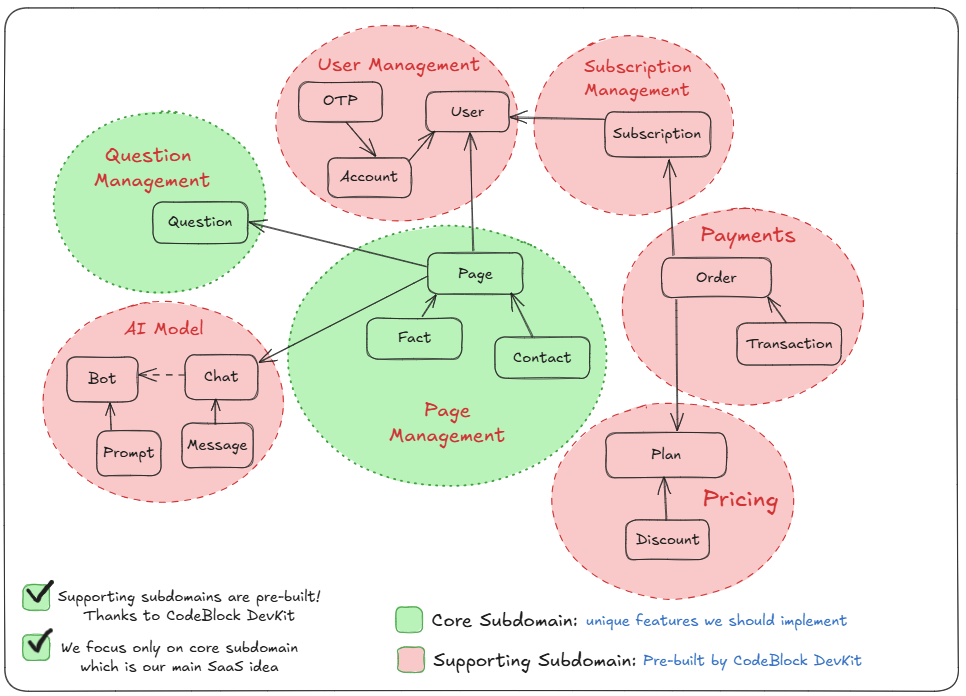 User Management
OTP
User
Account
Subscription
Management
Subscription
Question
Management
Question
Payments
Order
Transaction
Page
Fact
Contact
Page
Management
AI Model
Bot
Chat
Prompt
Message
Plan
Pricing
Discount
Supporting subdomains are pre-built!
Thanks to CodeBlock DevKit
We focus only on core subdomain
which is our main SaaS idea
Core Subdomain: unique features we should implement
Supporting Subdomain: Pre-built by CodeBlock DevKit